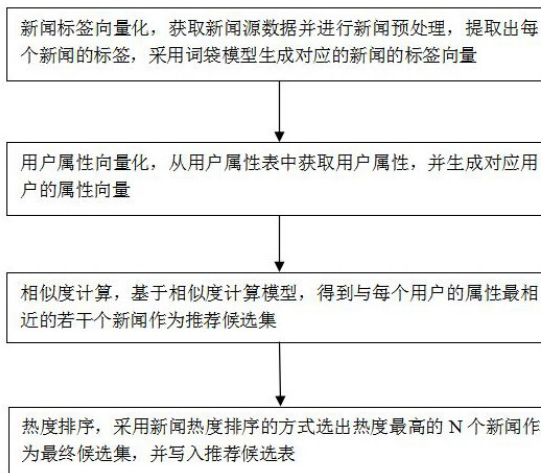 新闻标签向量化，获取新闻源数据并进行新闻预处理，提取出每
个新闻的标签，采用词袋模型生成对应的新闻的标签向量
用户属性向量化，从用户属性表中获取用户属性，并生成对应用
户的属性向量
相似度计算，基于相似度计算模型，得到与每个用户的属性最相
近的若干个新闻作为推荐候选集
热度排序，采用新闻热度排序的方式选出热度最高的 N 个新闻作
为最终候选集，并写入推荐候选表